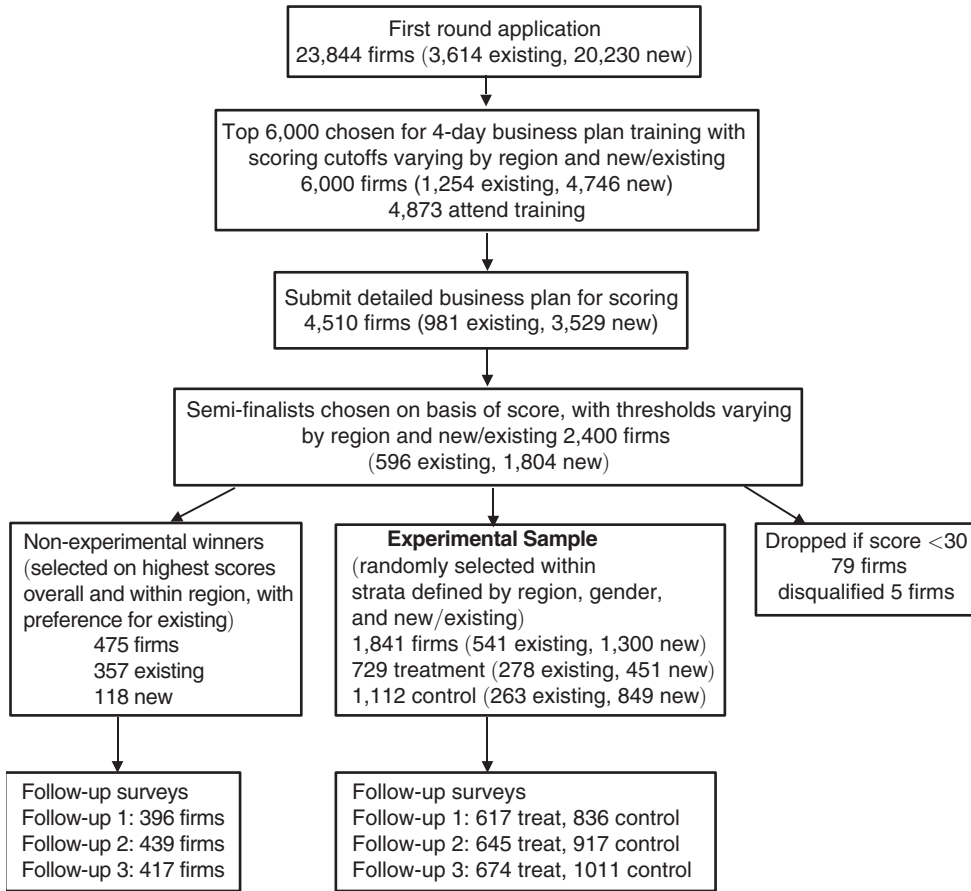 First round application
23,844 firms (3,614 existing, 20,230 new)
Top 6,000 chosen for 4-day business plan training with
scoring cutoffs varying by region and new/existing
6,000 firms (1,254 existing, 4,746 new)
4,873 attend training
Submit detailed business plan for scoring
4,510 firms (981 existing, 3,529 new)
Semi-finalists chosen on basis of score, with thresholds varying
by region and new/existing 2,400 firms
(596 existing, 1,804 new)
Non-experimental winners
(selected on highest scores
overall and within region, with
preference for existing)
475 firms
357 existing
118 new
Experimental Sample
(randomly selected within
strata defined by region, gender,
and new/existing)
1,841 firms (541 existing, 1,300 new)
729 treatment (278 existing, 451 new)
1,112 control (263 existing, 849 new)
Dropped if score <30
79 firms
disqualified 5 firms
Follow-up surveys
Follow-up 1: 396 firms
Follow-up 2: 439 firms
Follow-up 3: 417 firms
Follow-up surveys
Follow-up 1: 617 treat, 836 control
Follow-up 2: 645 treat, 917 control
Follow-up 3: 674 treat, 1011 control